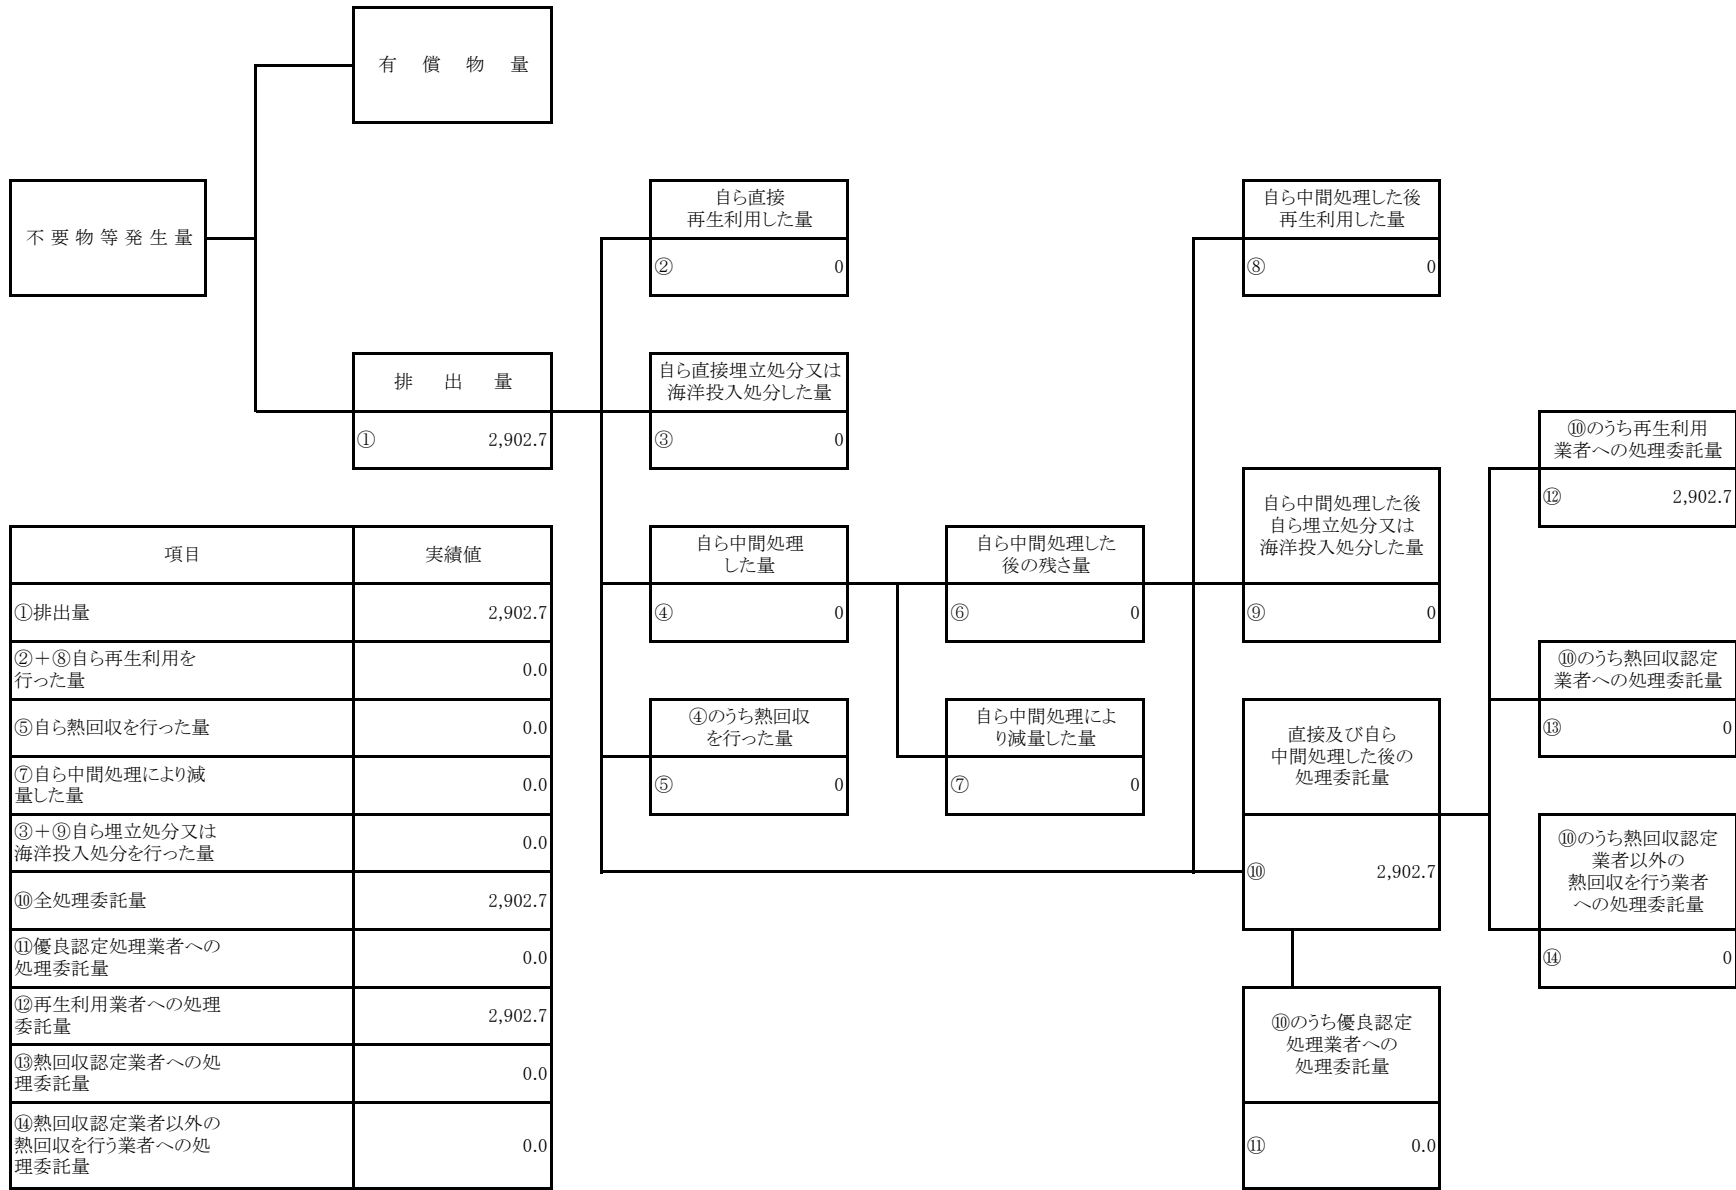 有 償 物 量
不 要 物 等 発 生 量
自ら直接
再生利用した量
② 0
自ら中間処理した後
再生利用した量
⑧ 0
排 出 量
① 2,902.7
自ら直接埋立処分又は
海洋投入処分した量
③ 0
⑩のうち再生利用
業者への処理委託量
⑫ 2,902.7
自ら中間処理
した量
④ 0
自ら中間処理した
後の残さ量
⑥ 0
自ら中間処理した後
自ら埋立処分又は
海洋投入処分した量
⑨ 0
⑩のうち熱回収認定
業者への処理委託量
⑬ 0
④のうち熱回収
を行った量
⑤ 0
自ら中間処理によ
り減量した量
⑦ 0
直接及び自ら
中間処理した後の
処理委託量
⑩ 2,902.7
⑩のうち熱回収認定
業者以外の
熱回収を行う業者
への処理委託量
⑭ 0
⑩のうち優良認定
処理業者への
処理委託量
⑪ 0.0
項目 実績値
①排出量 2,902.7
②＋⑧自ら再生利用を
行った量 0.0
⑤自ら熱回収を行った量 0.0
⑦自ら中間処理により減
量した量 0.0
③＋⑨自ら埋立処分又は
海洋投入処分を行った量 0.0
⑩全処理委託量 2,902.7
⑪優良認定処理業者への
処理委託量 0.0
⑫再生利用業者への処理
委託量 2,902.7
⑬熱回収認定業者への処
理委託量 0.0
⑭熱回収認定業者以外の
熱回収を行う業者への処
理委託量 0.0